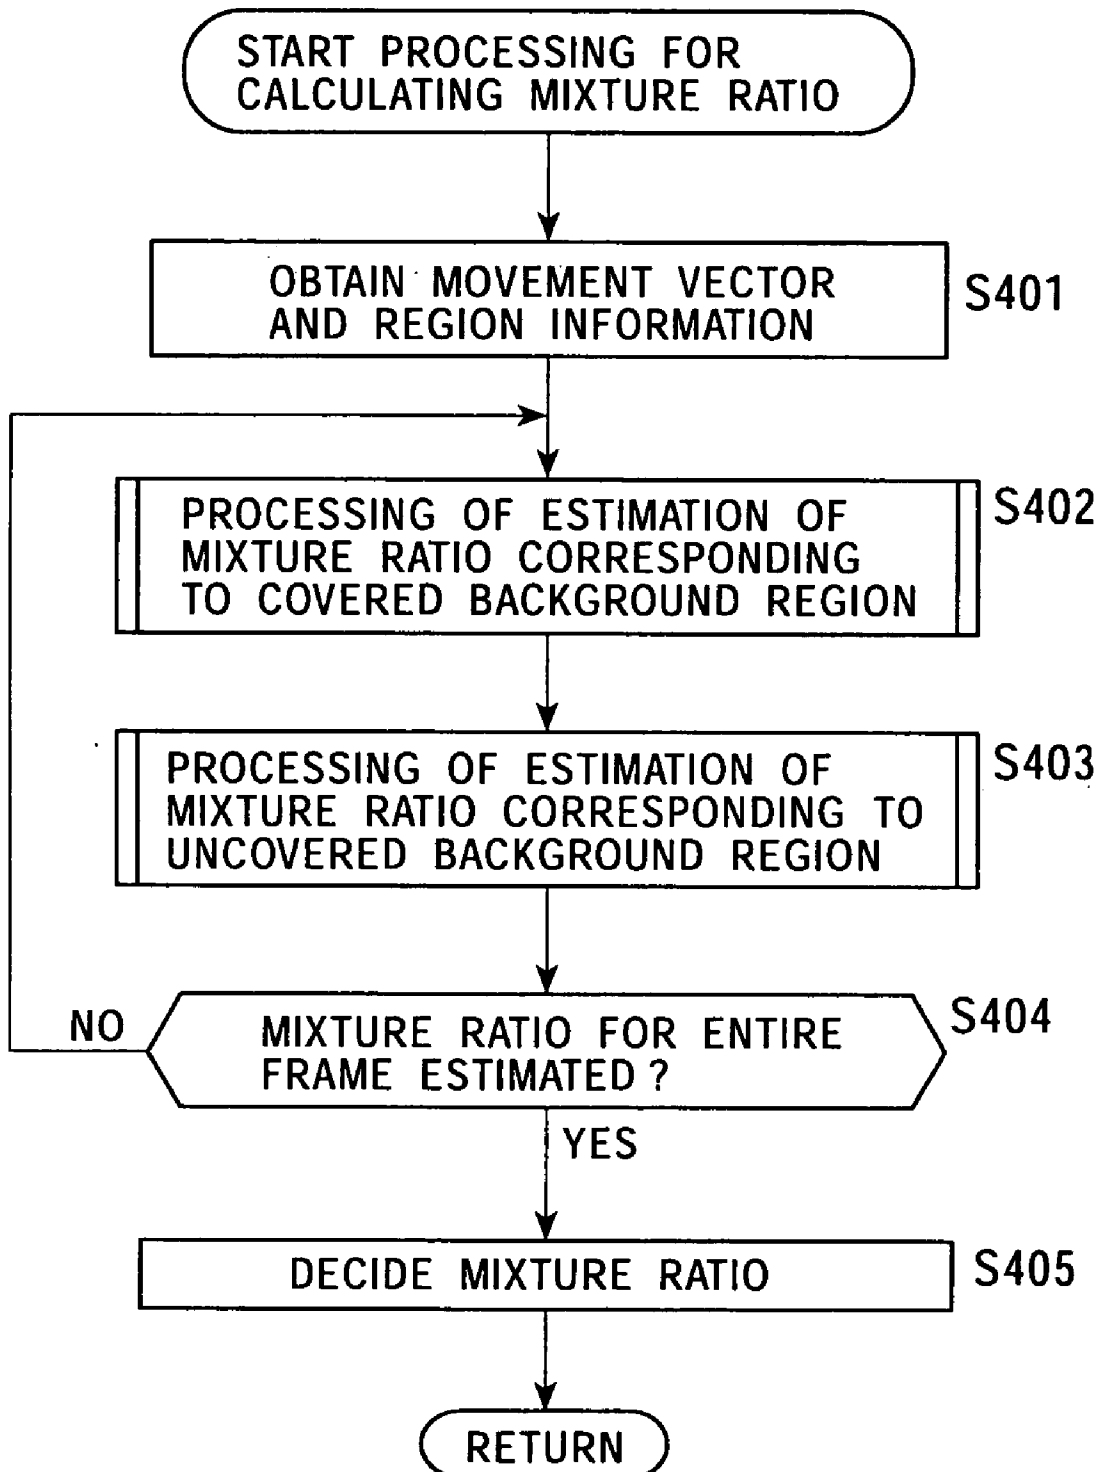 START PROCESSING FOR
CALCULATING MIXTURE RATIO
OBTAIN MOVEMENT VECTOR
AND REGION INFORMATION
S401
PROCESSING OF ESTIMATION OF
MIXTURE RATIO CORRESPONDING
TO COVERED BACKGROUND REGION
S402
PROCESSING OF ESTIMATION OF
MIXTURE RATIO CORRESPONDING TO
UNCOVERED BACKGROUND REGION
S403
NO
MIXTURE RATIO FOR ENTIRE
FRAME ESTIMATED ?
S404
YES
DECIDE MIXTURE RATIO
S405
RETURN